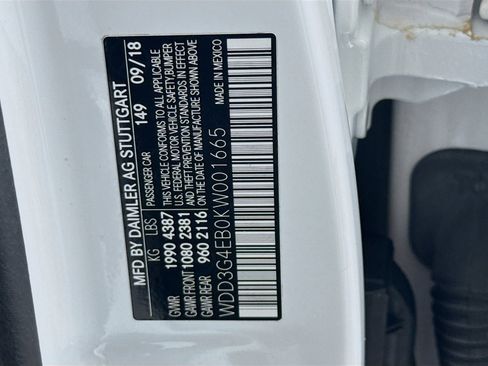 MFD BY DAIMLER AG STUTTGART
PASSENGER CAR 149 09/18
KG LBS THIS VEHICLE CONFORMS TO ALL APPLICABLE
GVWR 1990 4387 U.S. FEDERAL MOTOR VEHICLE SAFETY, BUMPER
GAWR FRONT 1080 2381 AND THEFT PREVENTION STANDARDS IN EFFECT
GAWR REAR 960 2116 ON THE DATE OF MANUFACTURE SHOWN ABOVE
WDD3G4EB0KW001665 MADE IN MEXICO